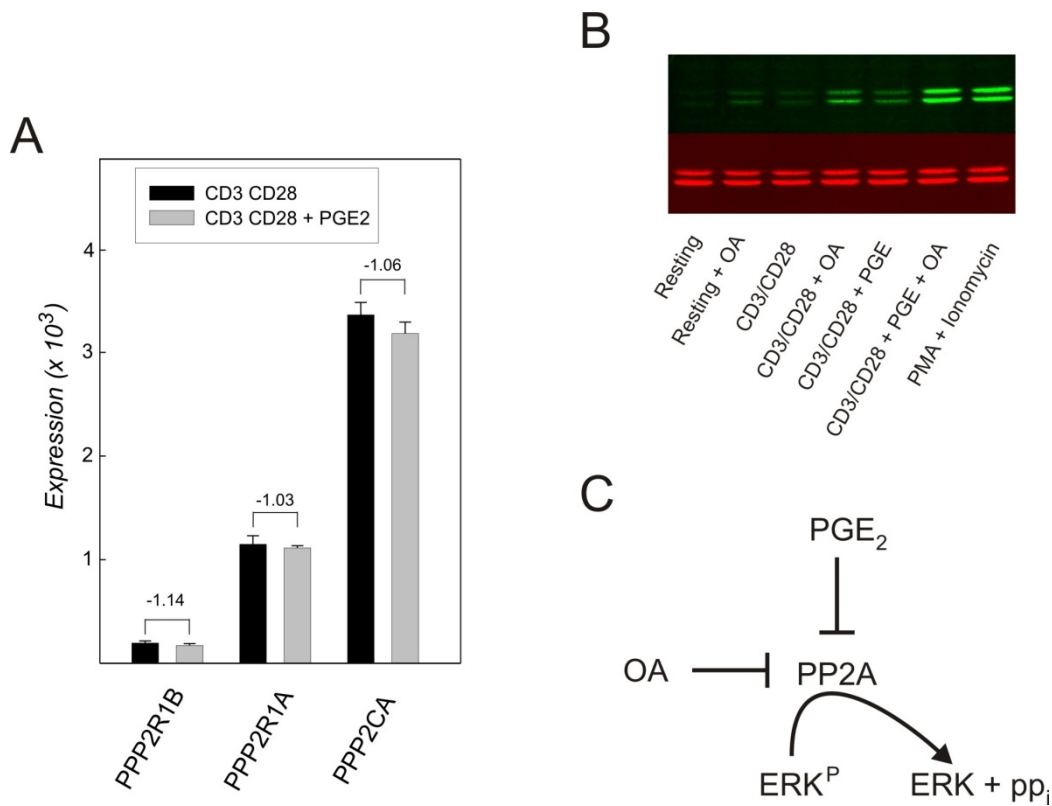 A
CD3 CD28
CD3 CD28 + PGE2
Expression (x 10³)
4
3
2
1
-1.14
-1.03
-1.06
PPP2R1B
PPP2R1A
PPP2CA
B
Resting
Resting + OA
CD3/CD28
CD3/CD28 + OA
CD3/CD28 + PGE
CD3/CD28 + PGE + OA
PMA + Ionomycin
C
PGE₂
OA
PP2A
ERKᴾ
ERK + ppᵢ